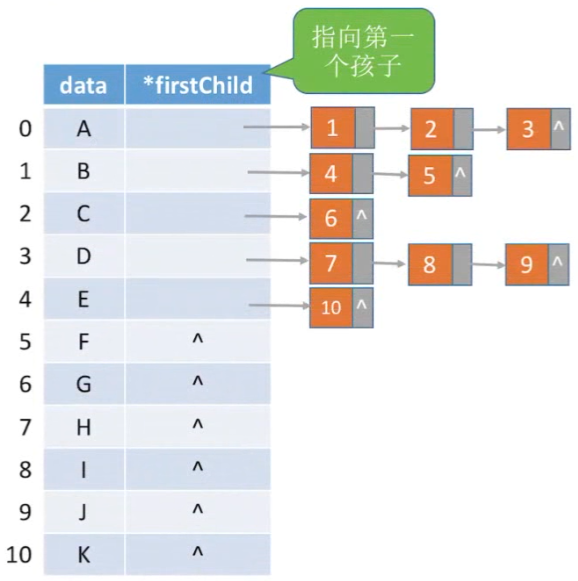 指向第一
个孩子
data *firstChild
0 A 1 2 3 ^
1 B 4 5 ^
2 C 6 ^
3 D 7 8 9 ^
4 E 10 ^
5 F ^
6 G ^
7 H ^
8 I ^
9 J ^
10 K ^